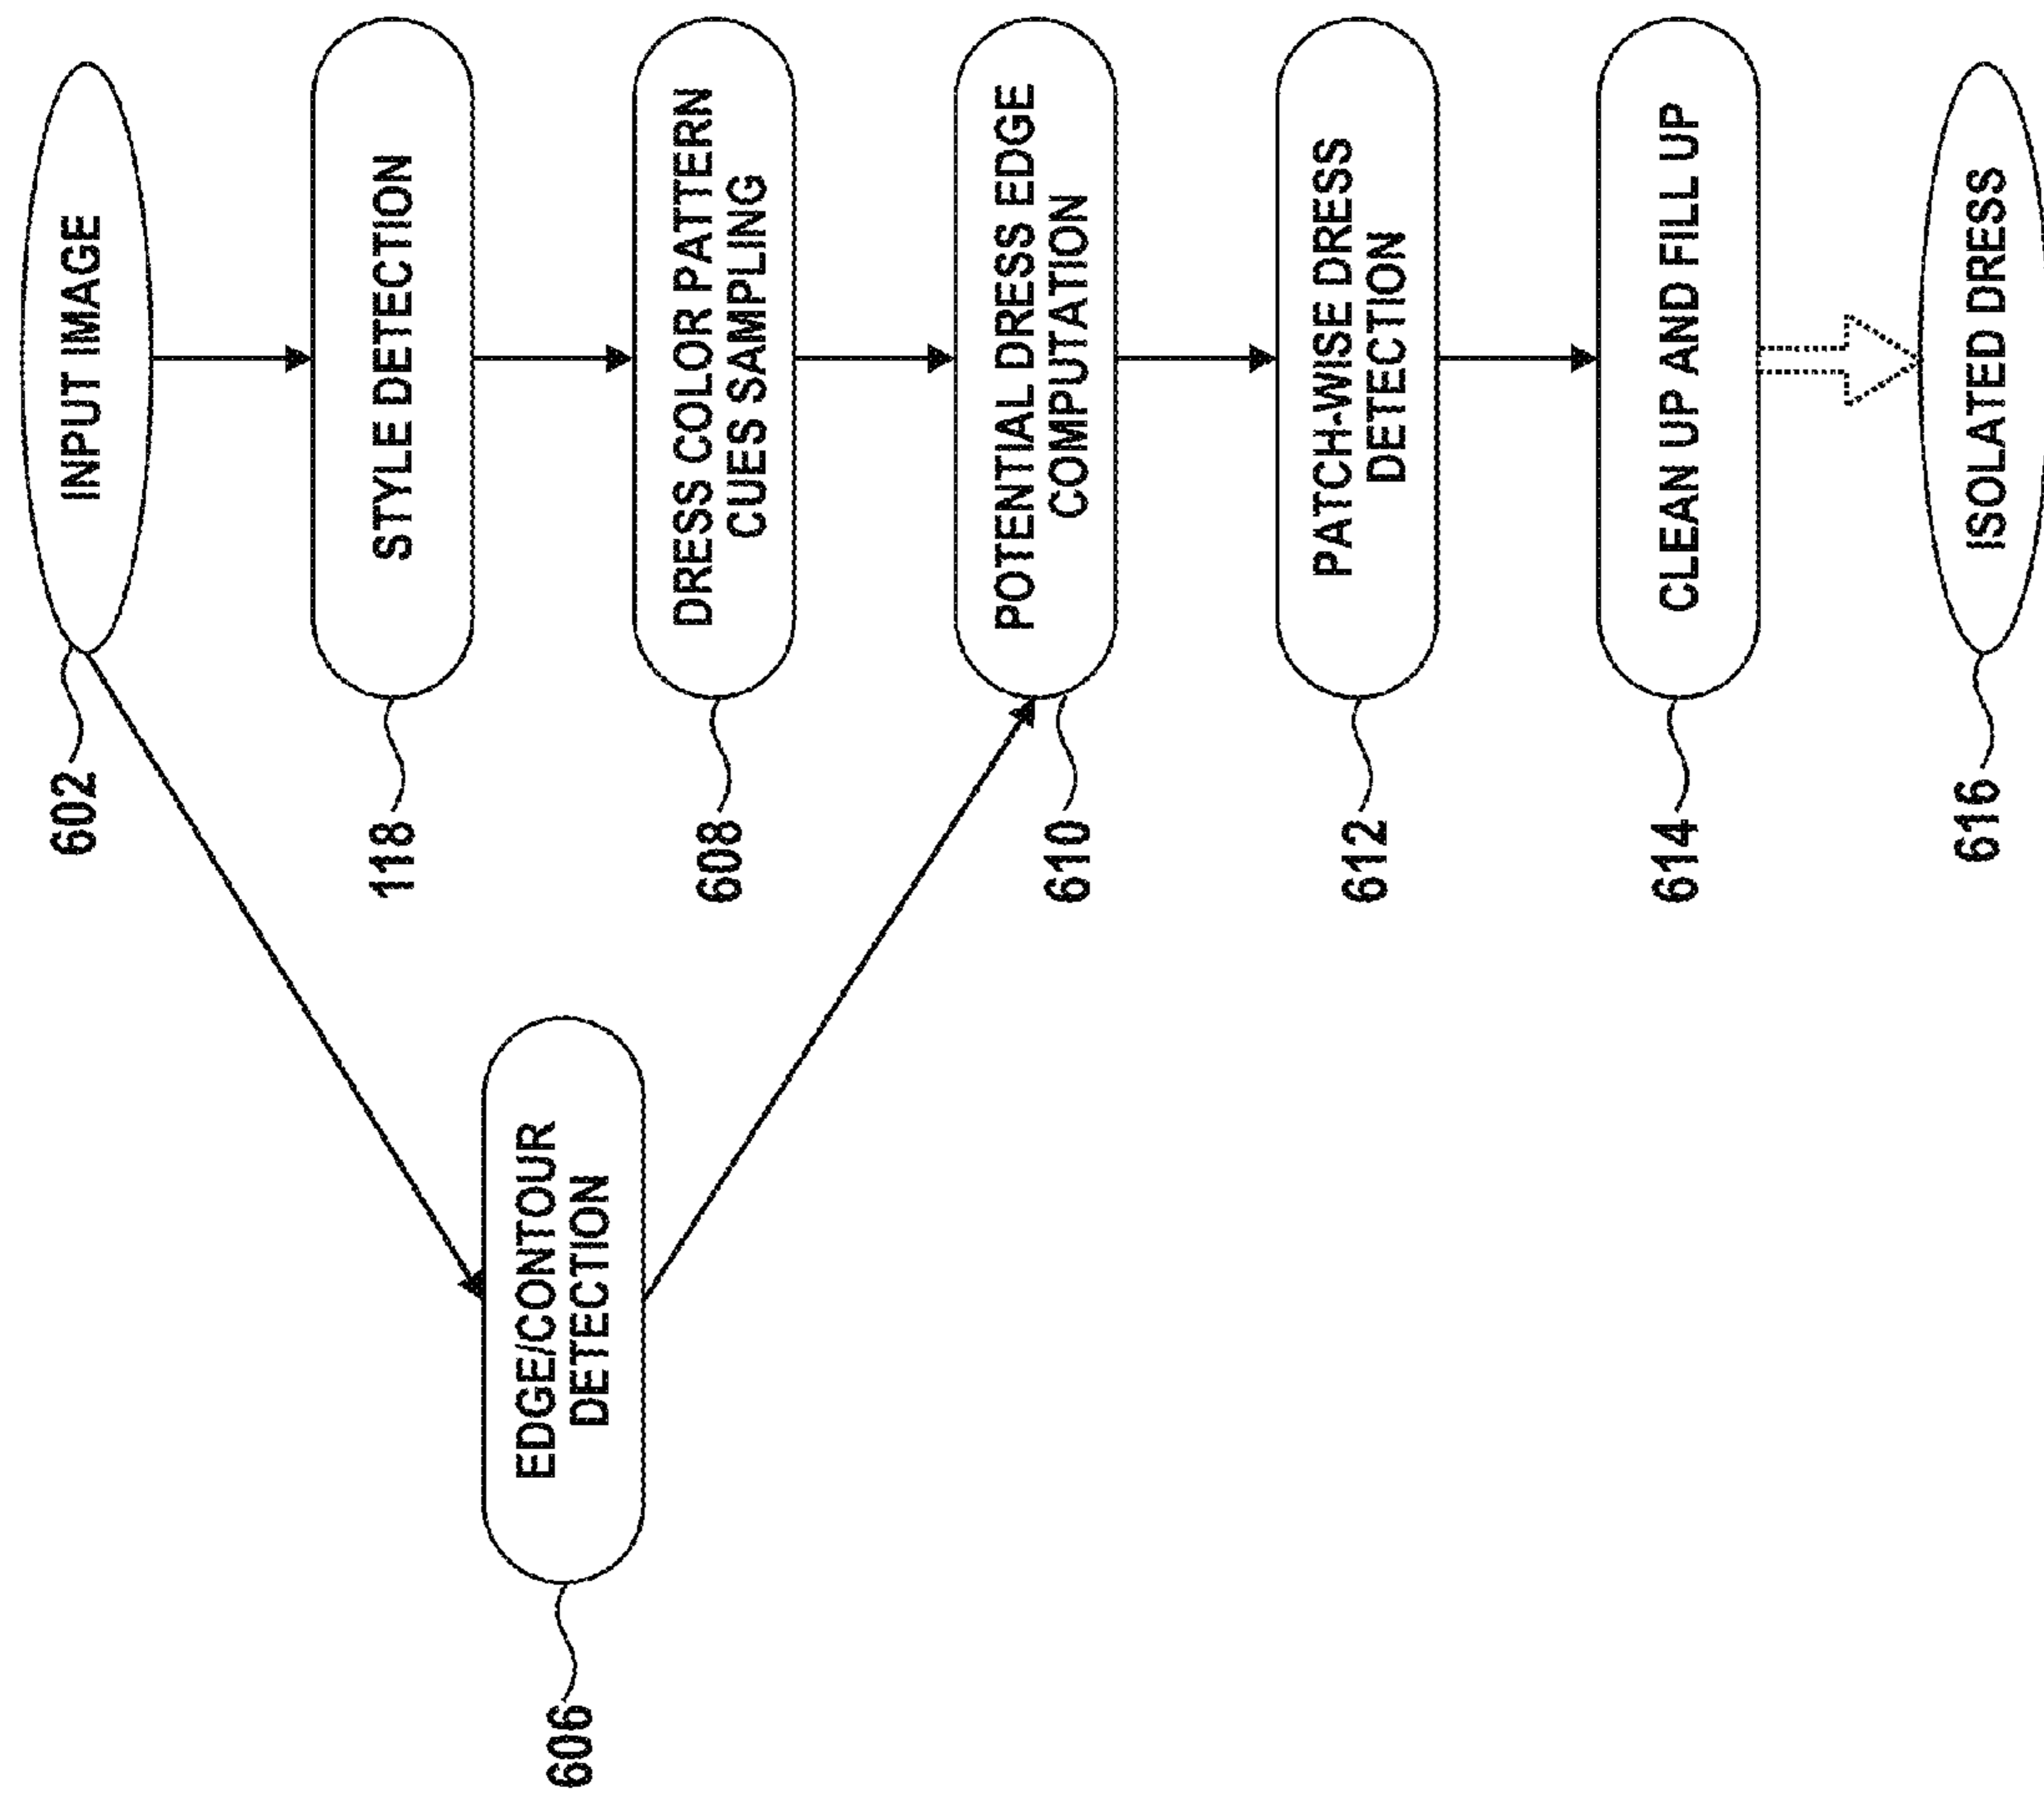 INPUT IMAGE
602
STYLE DETECTION
118
EDGE/CONTOUR
DETECTION
606
DRESS COLOR PATTERN
CUES SAMPLING
608
POTENTIAL DRESS EDGE
COMPUTATION
610
PATCH-WISE DRESS
DETECTION
612
CLEAN UP AND FILL UP
614
ISOLATED DRESS
616